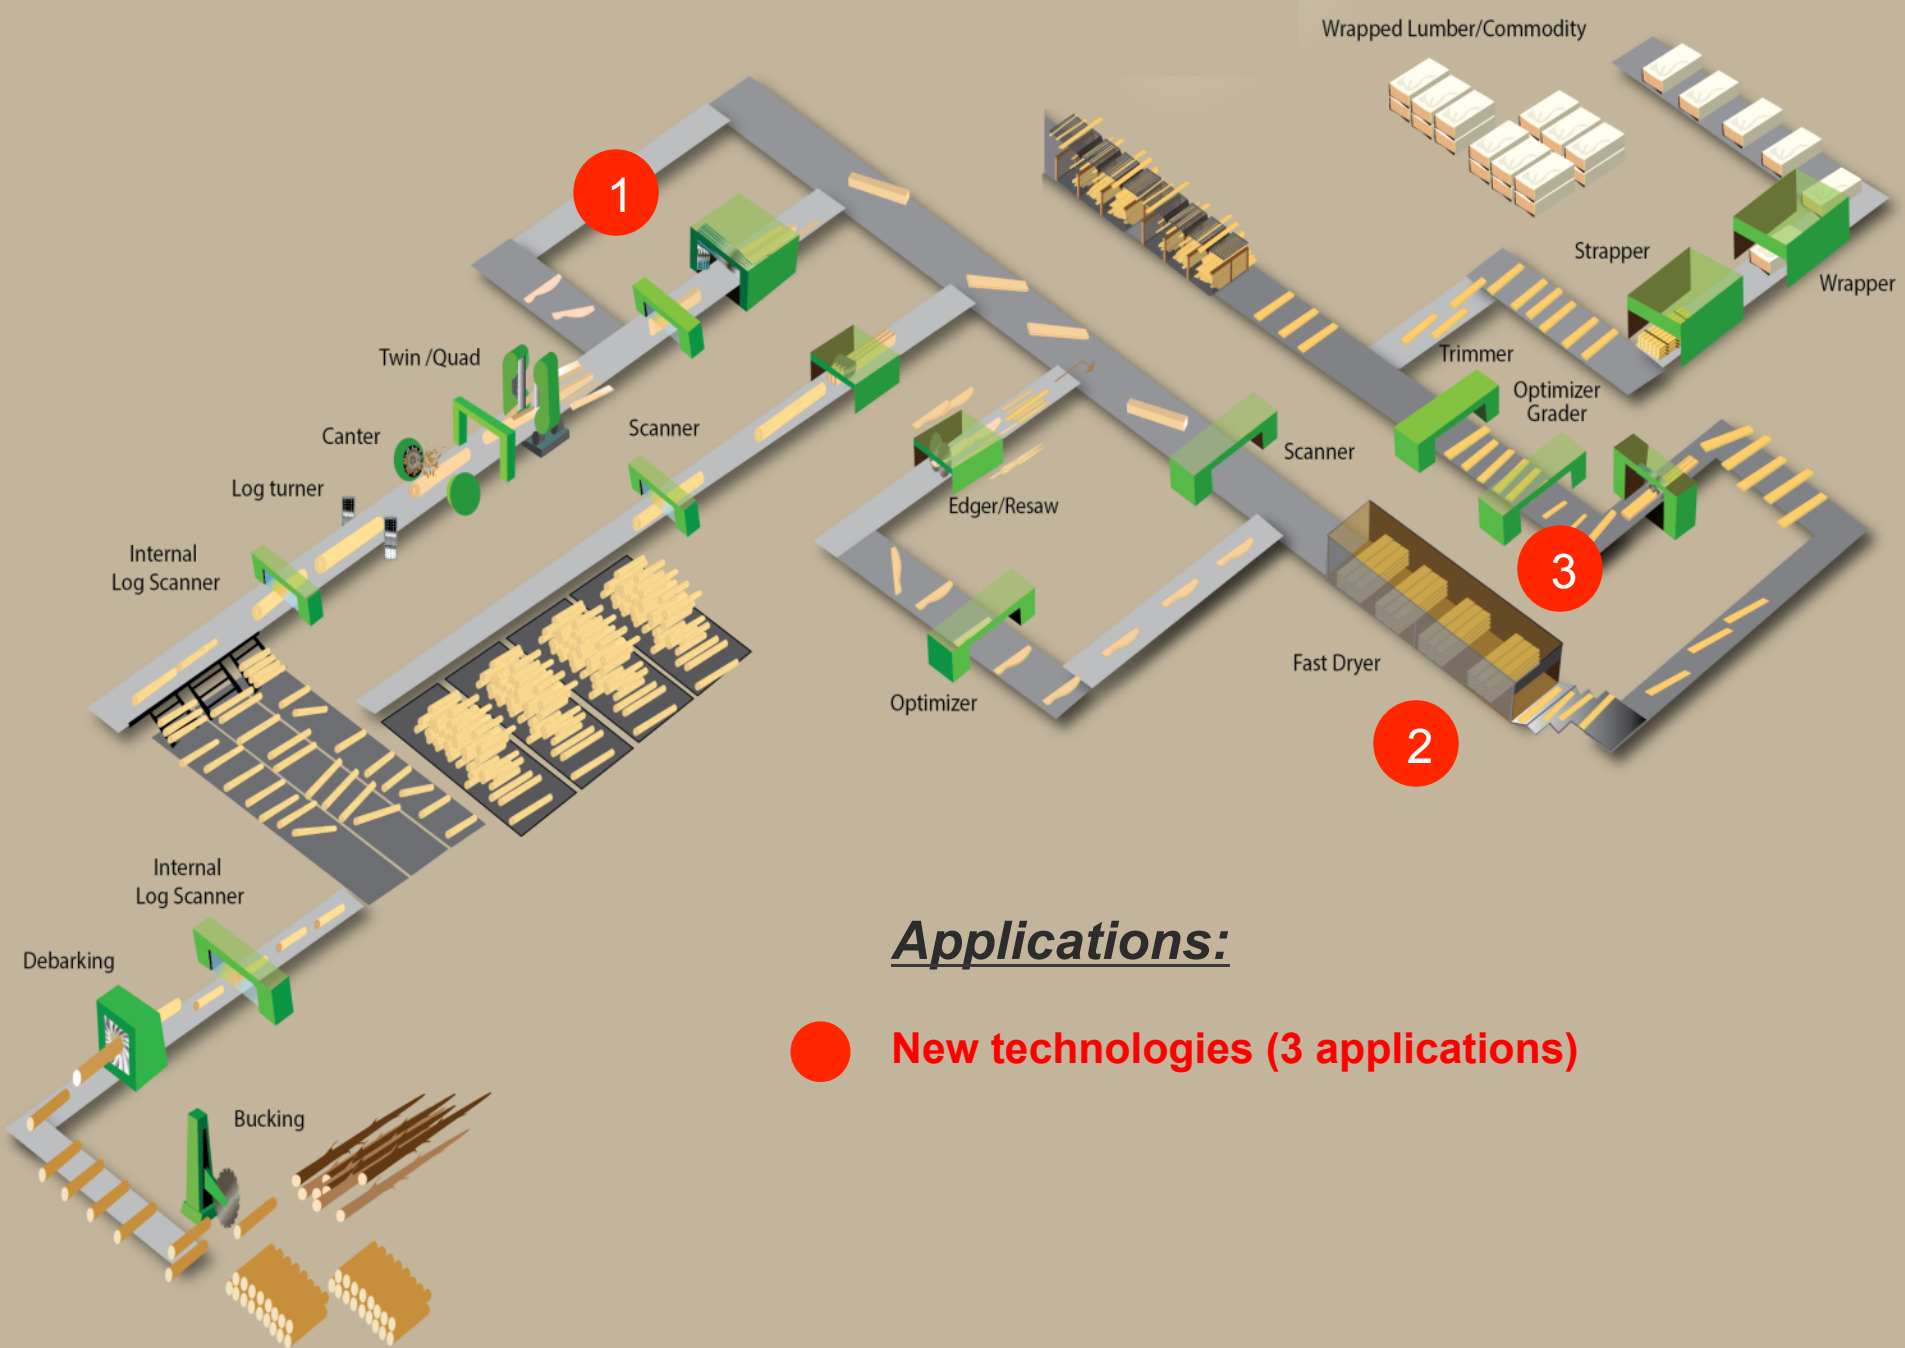 Wrapped Lumber/Commodity
1
Strapper
Wrapper
Twin /Quad
Trimmer
Optimizer
Grader
Canter
Scanner
Scanner
Log turner
Edger/Resaw
Internal
Log Scanner
3
Fast Dryer
Optimizer
2
Internal
Log Scanner
Debarking
Applications:
New technologies (3 applications)
Bucking